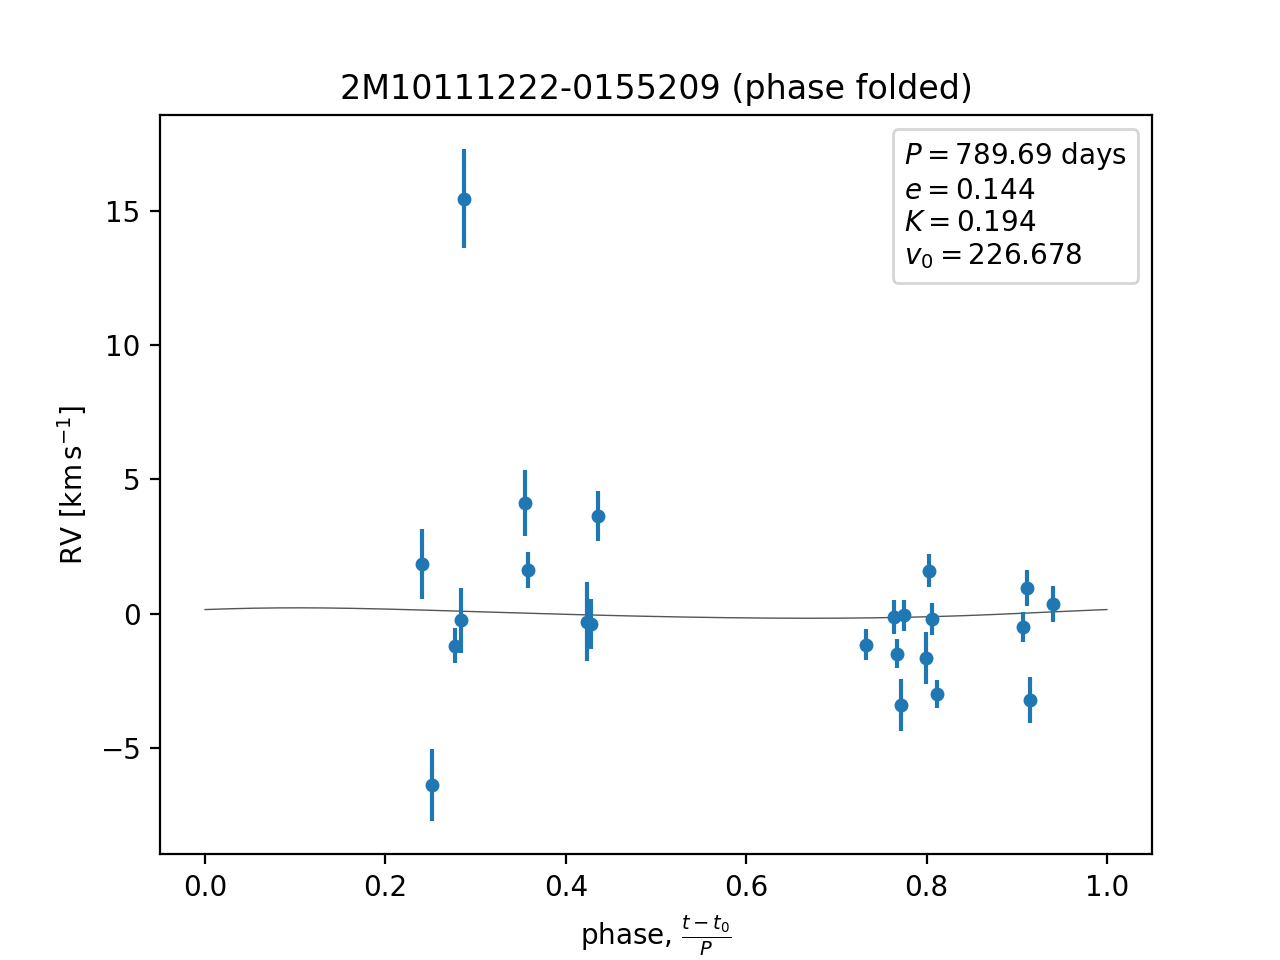 2M10111222-0155209 (phase folded)
P = 789.69 days
e = 0.144
K = 0.194
v₀ = 226.678
15
10
5
0
−5
RV [km s⁻¹]
0.0 0.2 0.4 0.6 0.8 1.0
phase, (t − t₀)/P